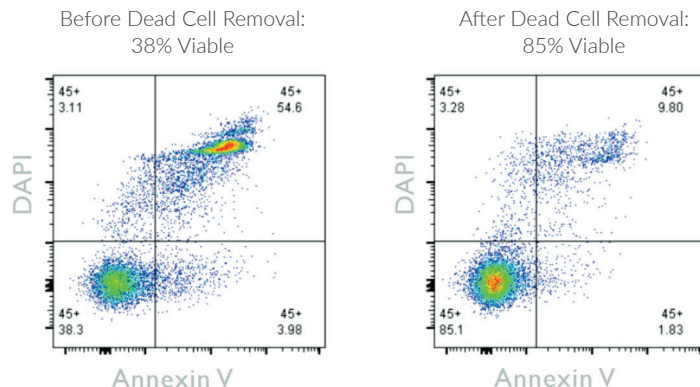 Before Dead Cell Removal:
38% Viable
After Dead Cell Removal:
85% Viable
45+
3.11
45+
54.6
45+
38.3
45+
3.98
DAPI
Annexin V
45+
3.28
45+
9.80
45+
85.1
45+
1.83
DAPI
Annexin V